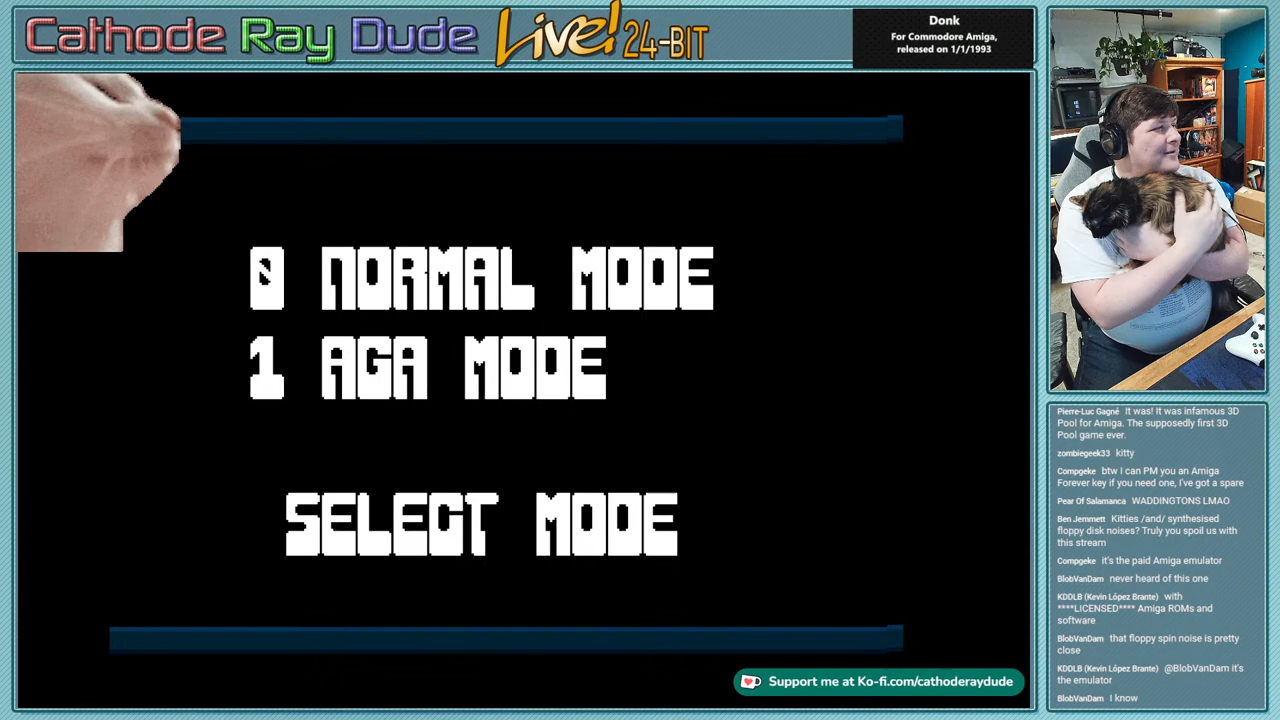 Cathode Ray Dude Live! 24-BIT
Donk
For Commodore Amiga,
released on 1/1/1993
0 NORMAL MODE
1 AGA MODE
SELECT MODE
Support me at Ko-fi.com/cathoderaydude
Pierre-Luc Gagné It was! It was infamous 3D
Pool for Amiga. The supposedly first 3D
Pool game ever.
zombiegeek33 kitty
Compgeke btw I can PM you an Amiga
Forever key if you need one, I've got a spare
Pear Of Salamanca WADDINGTONS LMAO
Ben Jemmett Kitties /and/ synthesised
floppy disk noises? Truly you spoil us with
this stream
Compgeke it's the paid Amiga emulator
BlobVanDam never heard of this one
KDDLB (Kevin López Brante) with
****LICENSED**** Amiga ROMs and
software
BlobVanDam that floppy spin noise is pretty
close
KDDLB (Kevin López Brante) @BlobVanDam it's
the emulator
BlobVanDam I know